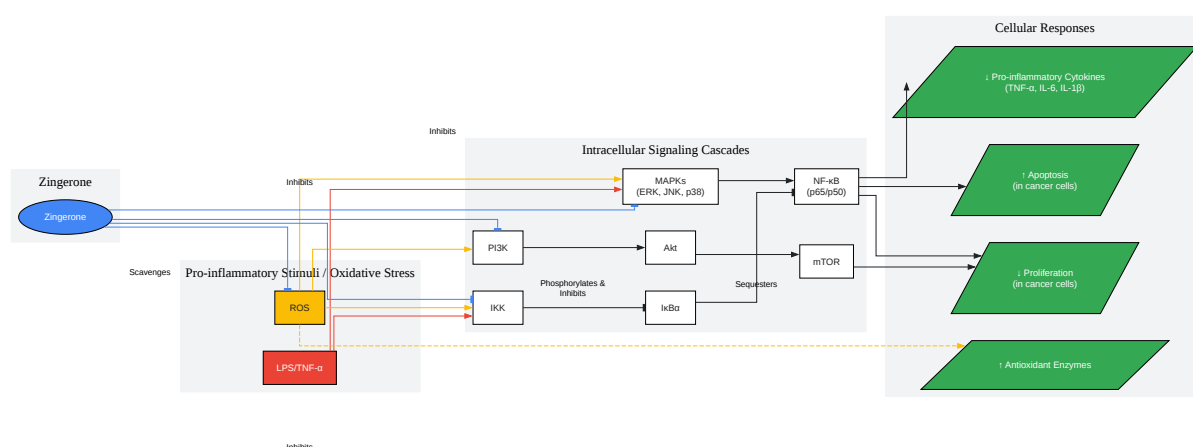 Cellular Responses
↓ Pro-inflammatory Cytokines
(TNF-α, IL-6, IL-1β)
Inhibits
Intracellular Signaling Cascades
Zingerone
Inhibits
MAPKs
(ERK, JNK, p38)
NF-κB
(p65/p50)
↑ Apoptosis
(in cancer cells)
Zingerone
PI3K
Akt
mTOR
Scavenges
Pro-inflammatory Stimuli / Oxidative Stress
↓ Proliferation
(in cancer cells)
Phosphorylates &
Inhibits
Sequesters
ROS
IKK
IκBα
LPS/TNF-α
↑ Antioxidant Enzymes
Inhibits